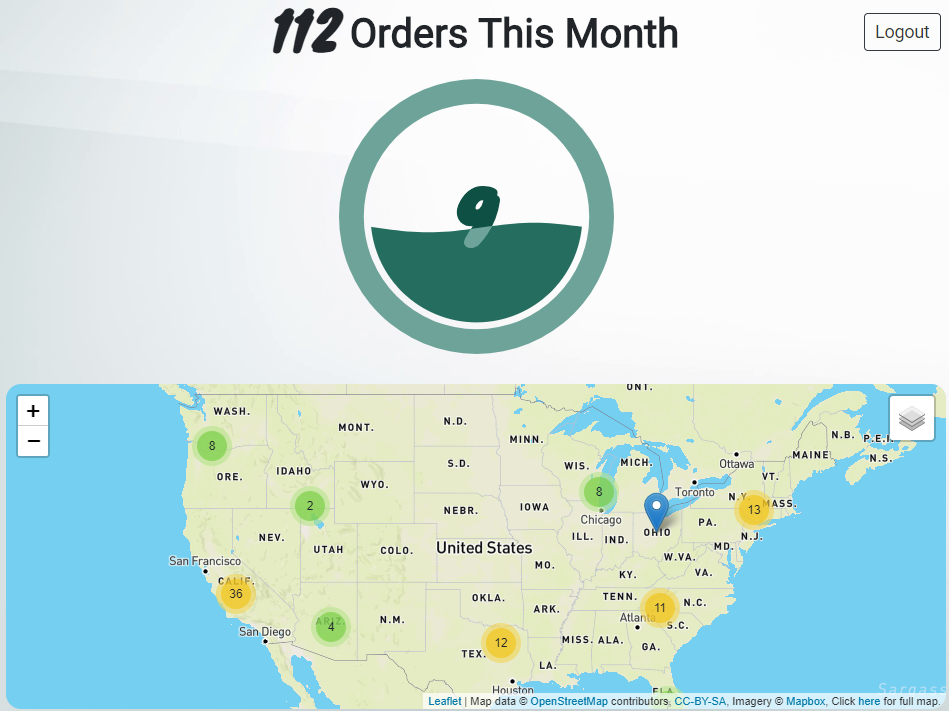 112 Orders This Month
Logout
9
+
−
ONT.
WASH.
MONT.
N.D.
MINN.
N.B.
P.E.I.
8
ORE.
IDAHO
S.D.
WIS.
MICH.
Ottawa
MAINE
N.S.
VT.
WYO.
8
Toronto
N.Y.
MASS.
2
NEBR.
IOWA
Chicago
13
NEV.
UTAH
COLO.
United States
ILL.
IND.
OHIO
PA.
N.J.
MD.
San Francisco
MO.
W.VA.
KY.
VA.
CALIF.
36
OKLA.
ARK.
TENN.
11
N.C.
ARIZ.
4
N.M.
Atlanta
S.C.
San Diego
12
TEX.
MISS.
ALA.
GA.
LA.
Houston
FLA.
Leaflet | Map data © OpenStreetMap contributors, CC-BY-SA, Imagery © Mapbox, Click here for full map.